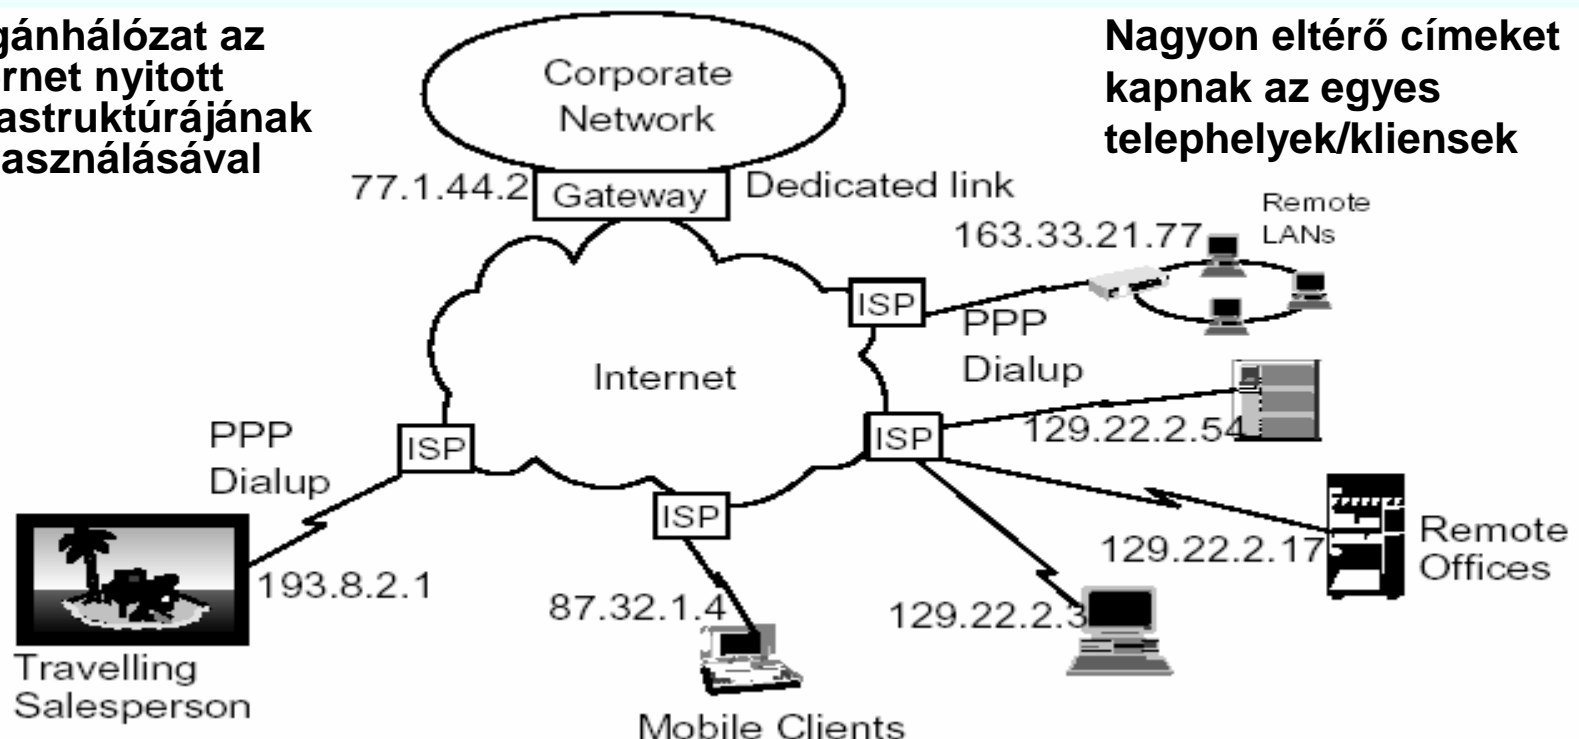 gánhálózat az
rnet nyitott
astruktúrájának
asználásával
Nagyon eltérő címeket
kapnak az egyes
telephelyek/kliensek
Corporate
Network
77.1.44.2
Gateway
Dedicated link
163.33.21.77
Remote
LANs
ISP
PPP
Dialup
Internet
129.22.2.54
ISP
PPP
Dialup
ISP
ISP
129.22.2.17
Remote
Offices
193.8.2.1
87.32.1.4
129.22.2.3
Travelling
Salesperson
Mobile Clients